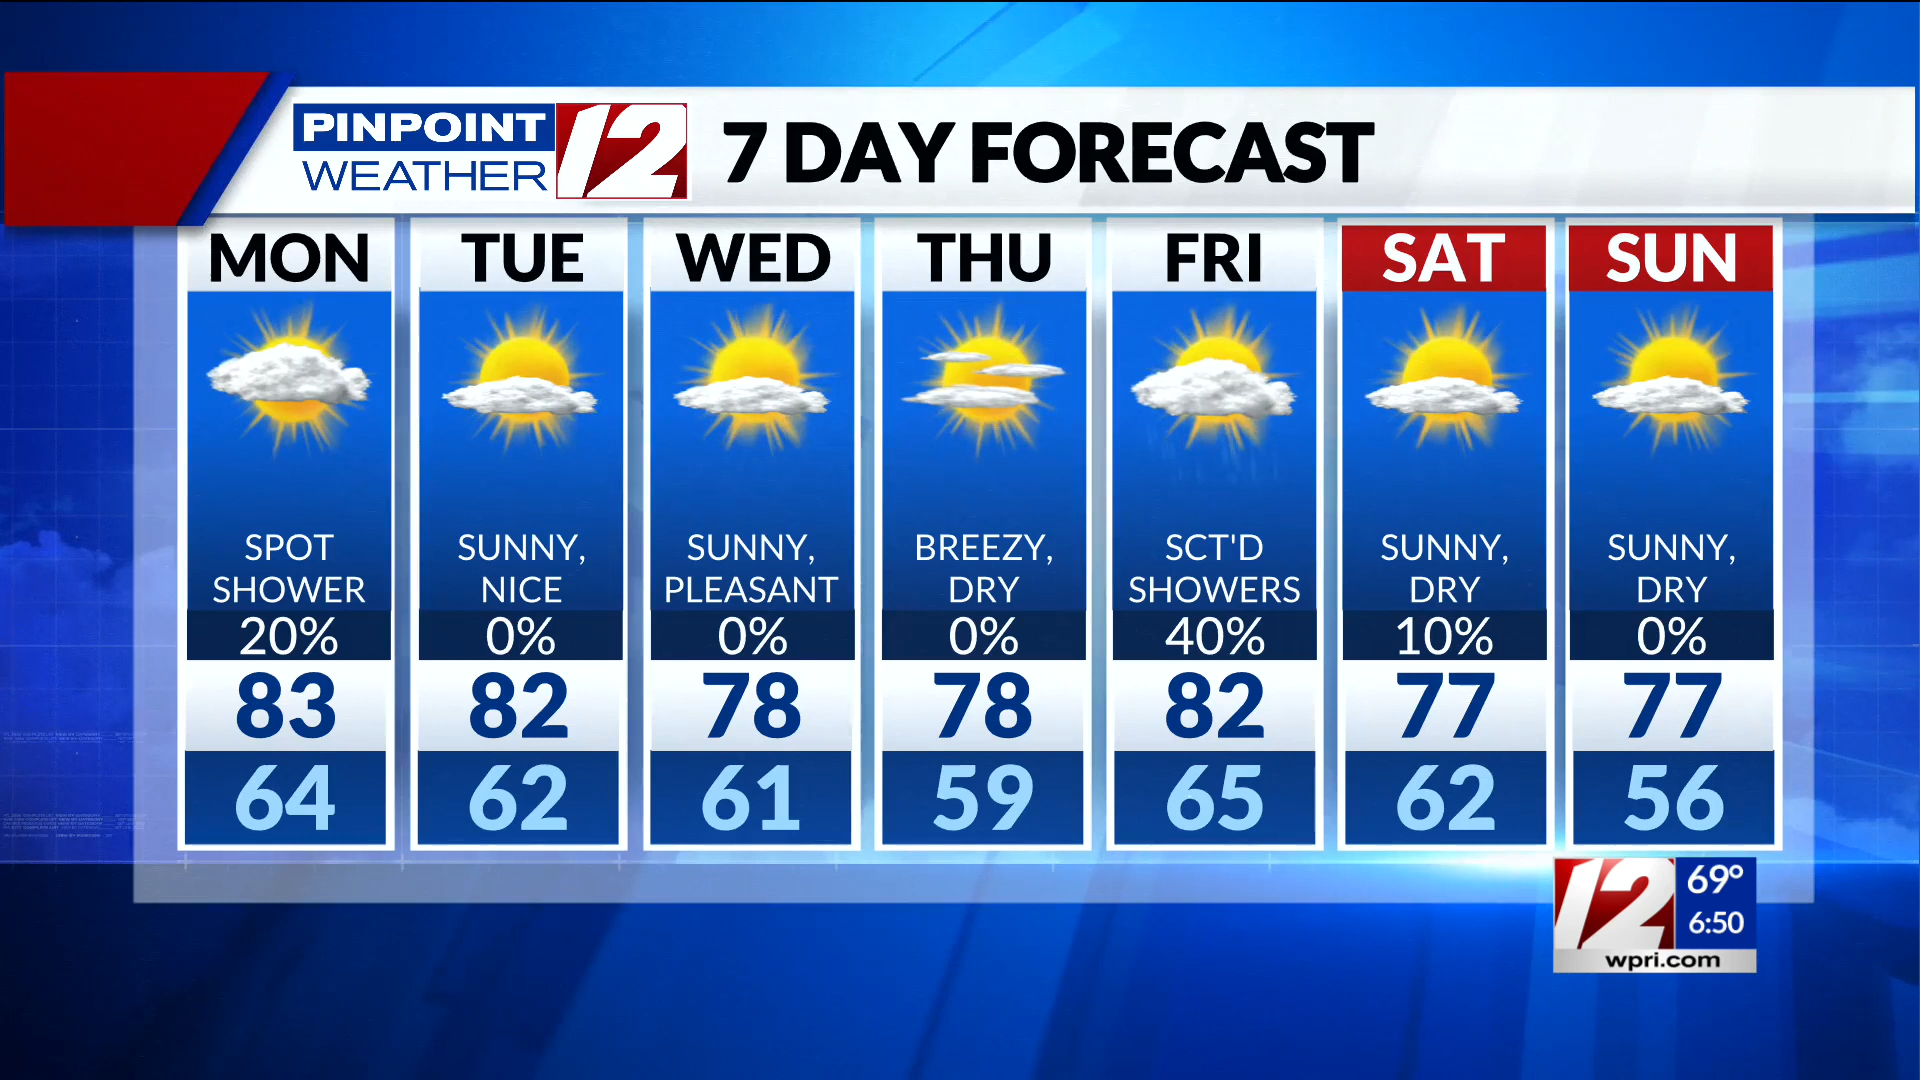 PINPOINT
WEATHER
12
7 DAY FORECAST
MON
TUE
WED
THU
FRI
SAT
SUN
SPOT
SHOWER
SUNNY,
NICE
SUNNY,
PLEASANT
BREEZY,
DRY
SCT'D
SHOWERS
SUNNY,
DRY
SUNNY,
DRY
20%
0%
0%
0%
40%
10%
0%
83
82
78
78
82
77
77
64
62
61
59
65
62
56
12
69°
6:50
wpri.com